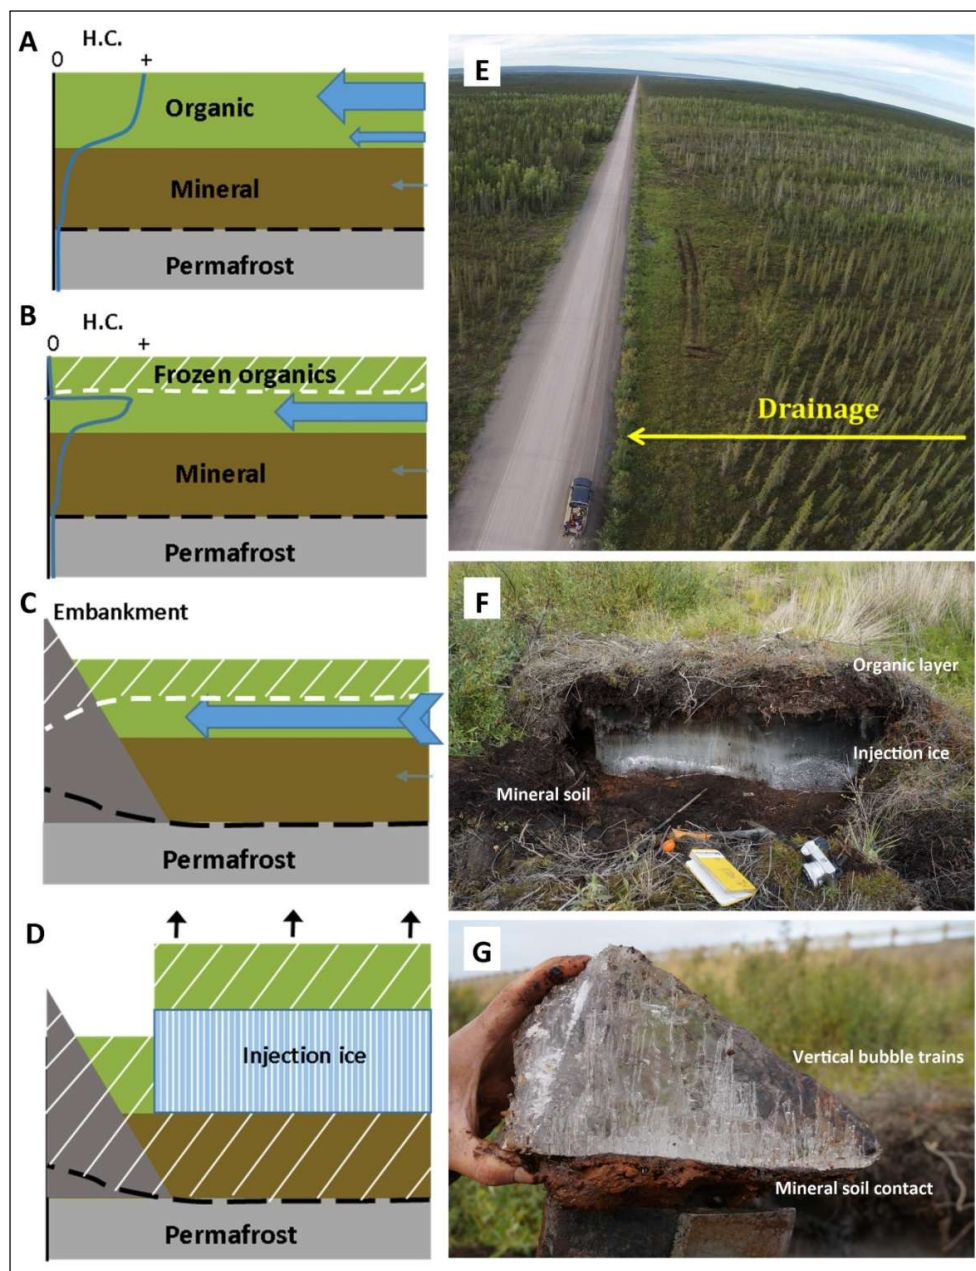 A
H.C.
0
+
Organic
Mineral
Permafrost
B
H.C.
0
+
Frozen organics
Mineral
Permafrost
C
Embankment
Permafrost
D
Injection ice
Permafrost
E
Drainage
F
Organic layer
Injection ice
Mineral soil
G
Vertical bubble trains
Mineral soil contact